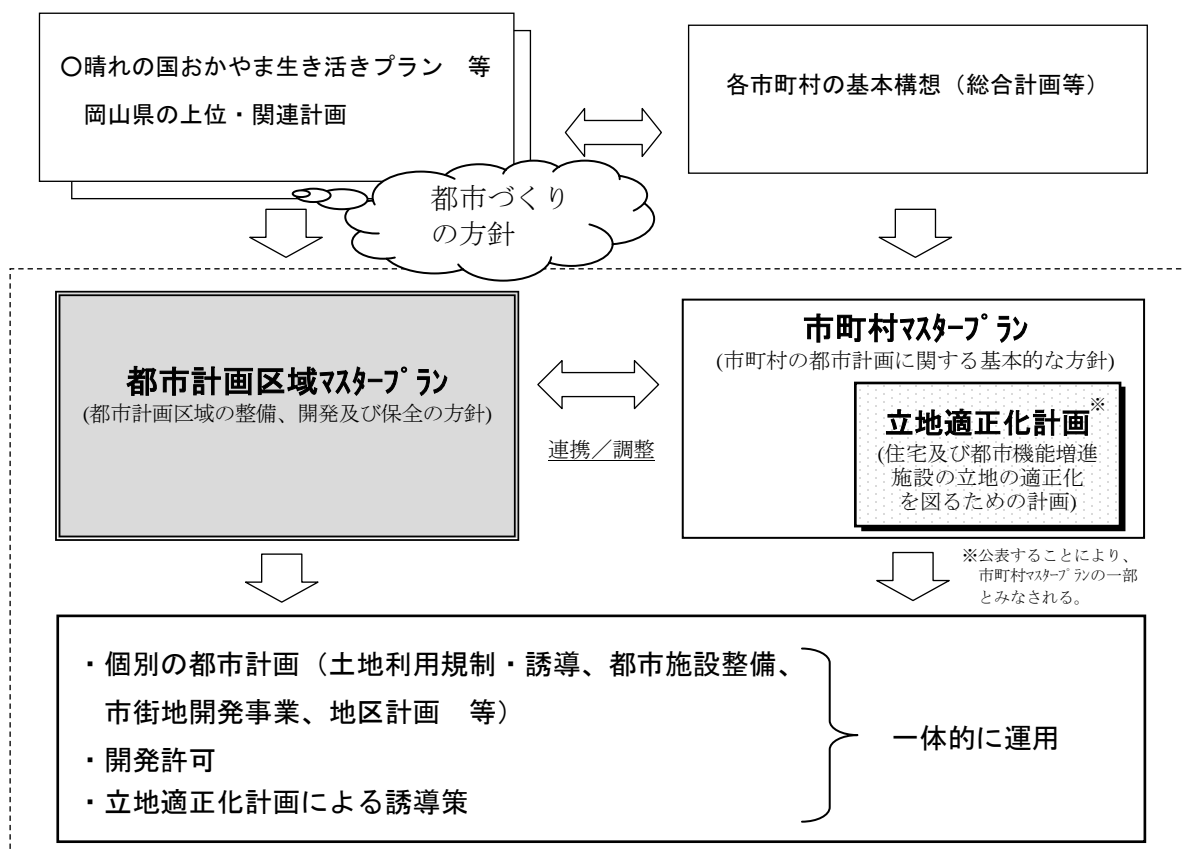 〇晴れの国おかやま生き活きプラン　等
岡山県の上位・関連計画
各市町村の基本構想（総合計画等）
都市づくり
の方針
都市計画区域ﾏｽﾀｰﾌﾟﾗﾝ
(都市計画区域の整備、開発及び保全の方針)
連携／調整
市町村ﾏｽﾀｰﾌﾟﾗﾝ
(市町村の都市計画に関する基本的な方針)
立地適正化計画※
(住宅及び都市機能増進
施設の立地の適正化
を図るための計画)
※公表することにより、
市町村ﾏｽﾀｰﾌﾟﾗﾝの一部
とみなされる。
・個別の都市計画（土地利用規制・誘導、都市施設整備、
市街地開発事業、地区計画　等）
・開発許可
・立地適正化計画による誘導策
一体的に運用